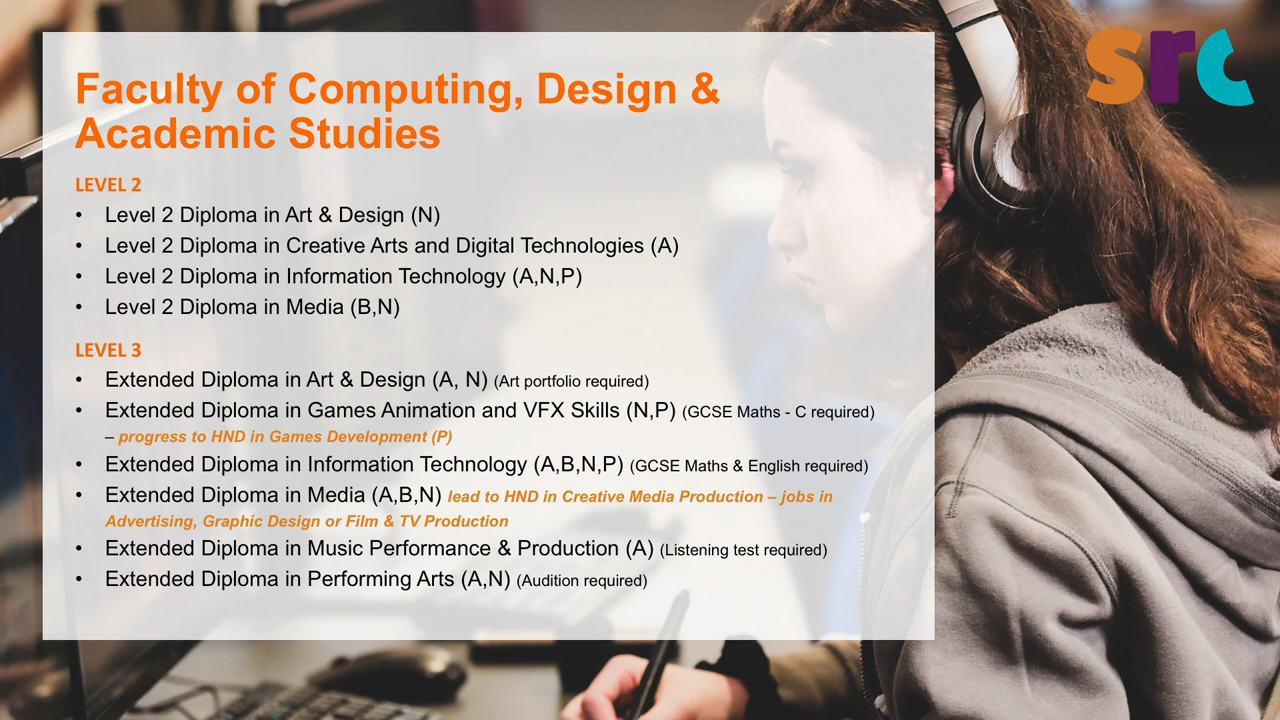 src
Faculty of Computing, Design &
Academic Studies
LEVEL 2
• Level 2 Diploma in Art & Design (N)
• Level 2 Diploma in Creative Arts and Digital Technologies (A)
• Level 2 Diploma in Information Technology (A,N,P)
• Level 2 Diploma in Media (B,N)
LEVEL 3
• Extended Diploma in Art & Design (A, N) (Art portfolio required)
• Extended Diploma in Games Animation and VFX Skills (N,P) (GCSE Maths - C required)
– progress to HND in Games Development (P)
• Extended Diploma in Information Technology (A,B,N,P) (GCSE Maths & English required)
• Extended Diploma in Media (A,B,N) lead to HND in Creative Media Production – jobs in
Advertising, Graphic Design or Film & TV Production
• Extended Diploma in Music Performance & Production (A) (Listening test required)
• Extended Diploma in Performing Arts (A,N) (Audition required)